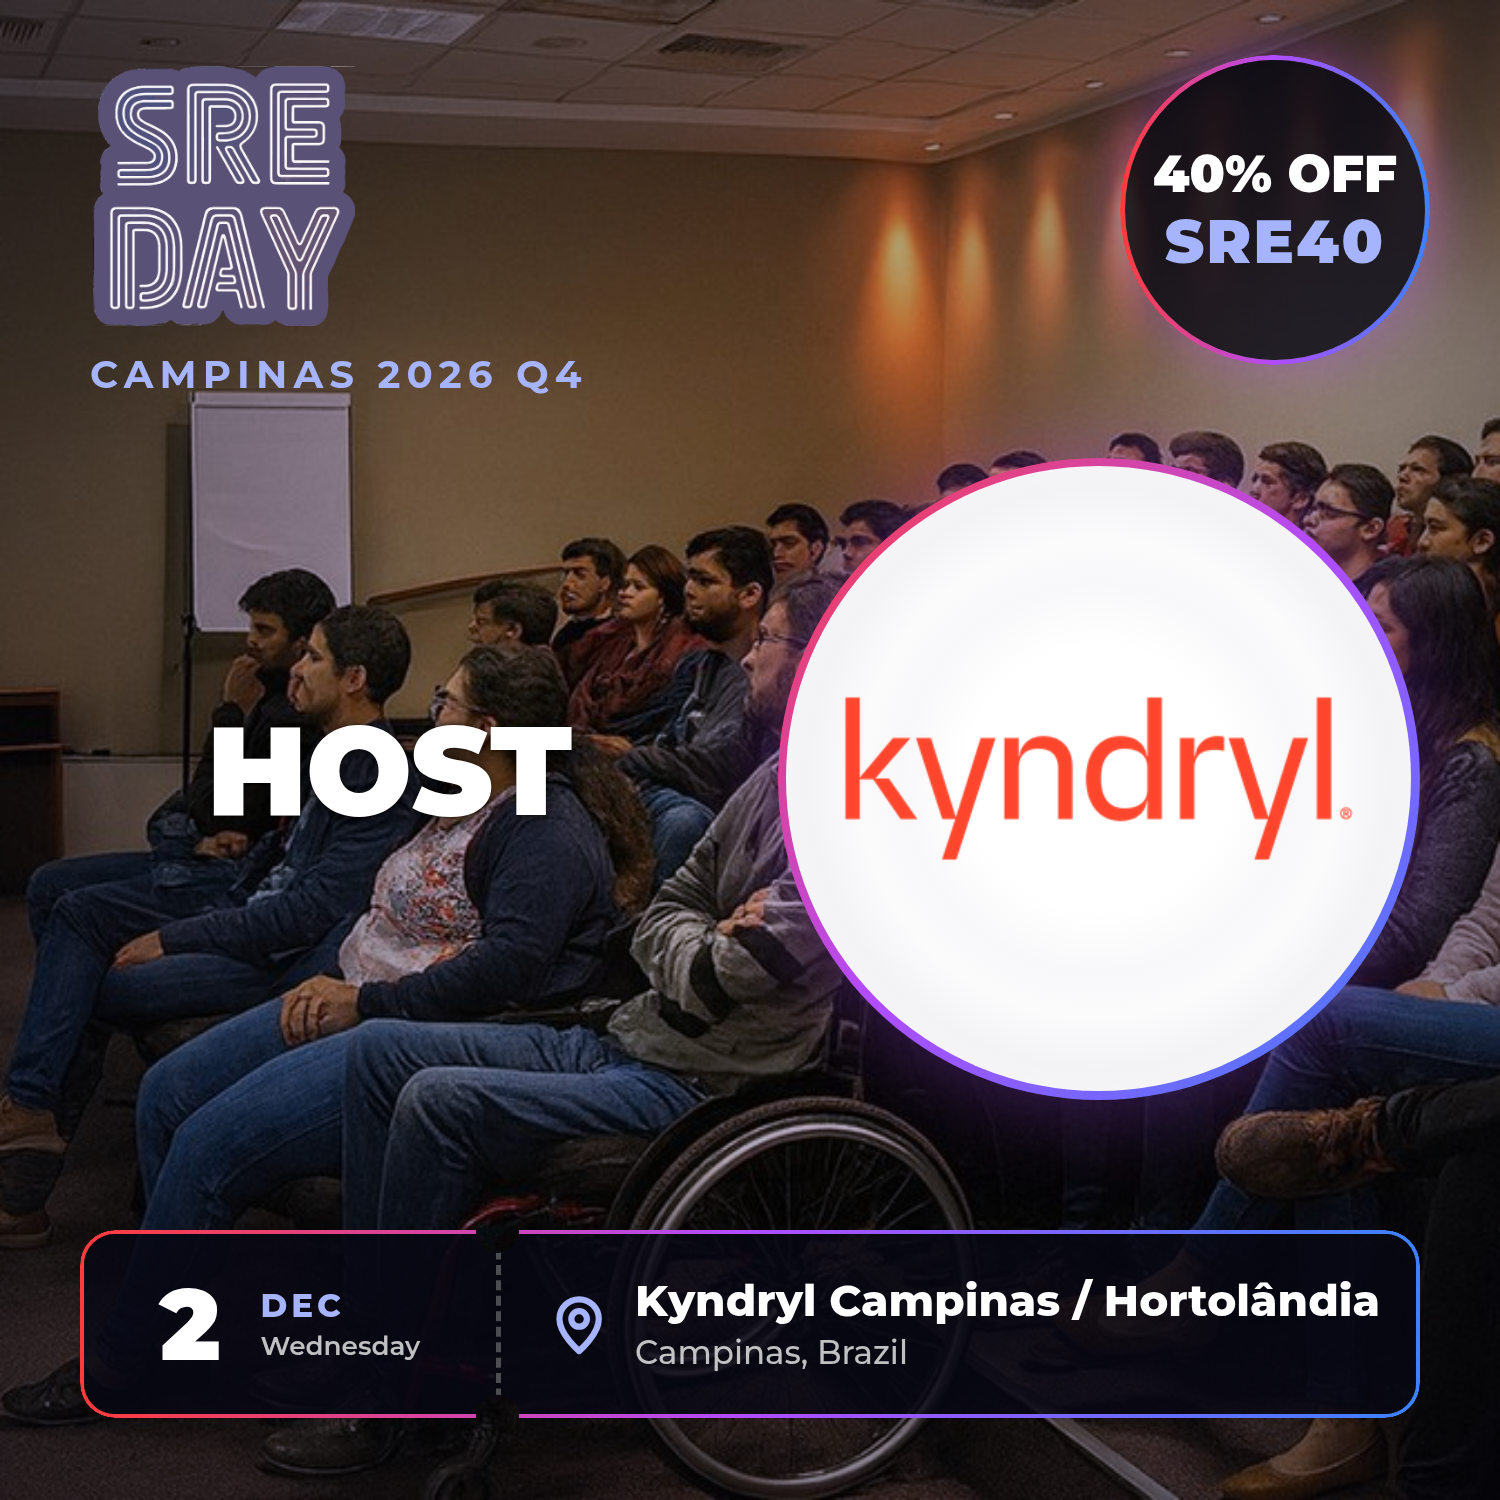 SRE
DAY
CAMPINAS 2026 Q4
40% OFF
SRE40
HOST
kyndryl®
2
DEC
Wednesday
Kyndryl Campinas / Hortolândia
Campinas, Brazil